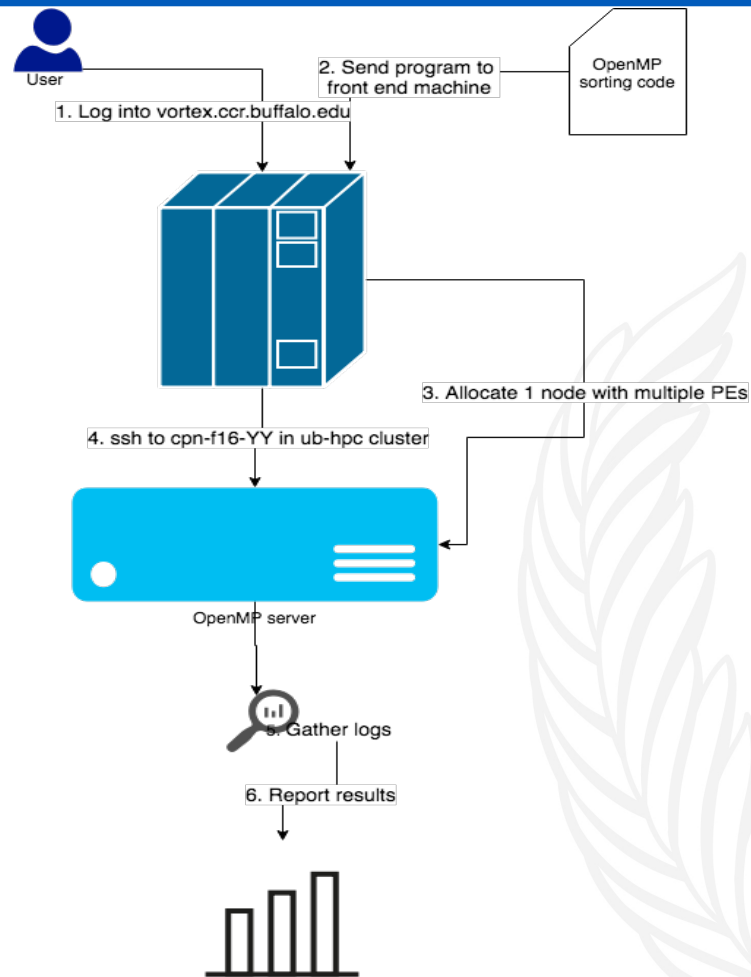 User
1. Log into vortex.ccr.buffalo.edu
2. Send program to
front end machine
OpenMP
sorting code
3. Allocate 1 node with multiple PEs
4. ssh to cpn-f16-YY in ub-hpc cluster
OpenMP server
5. Gather logs
6. Report results